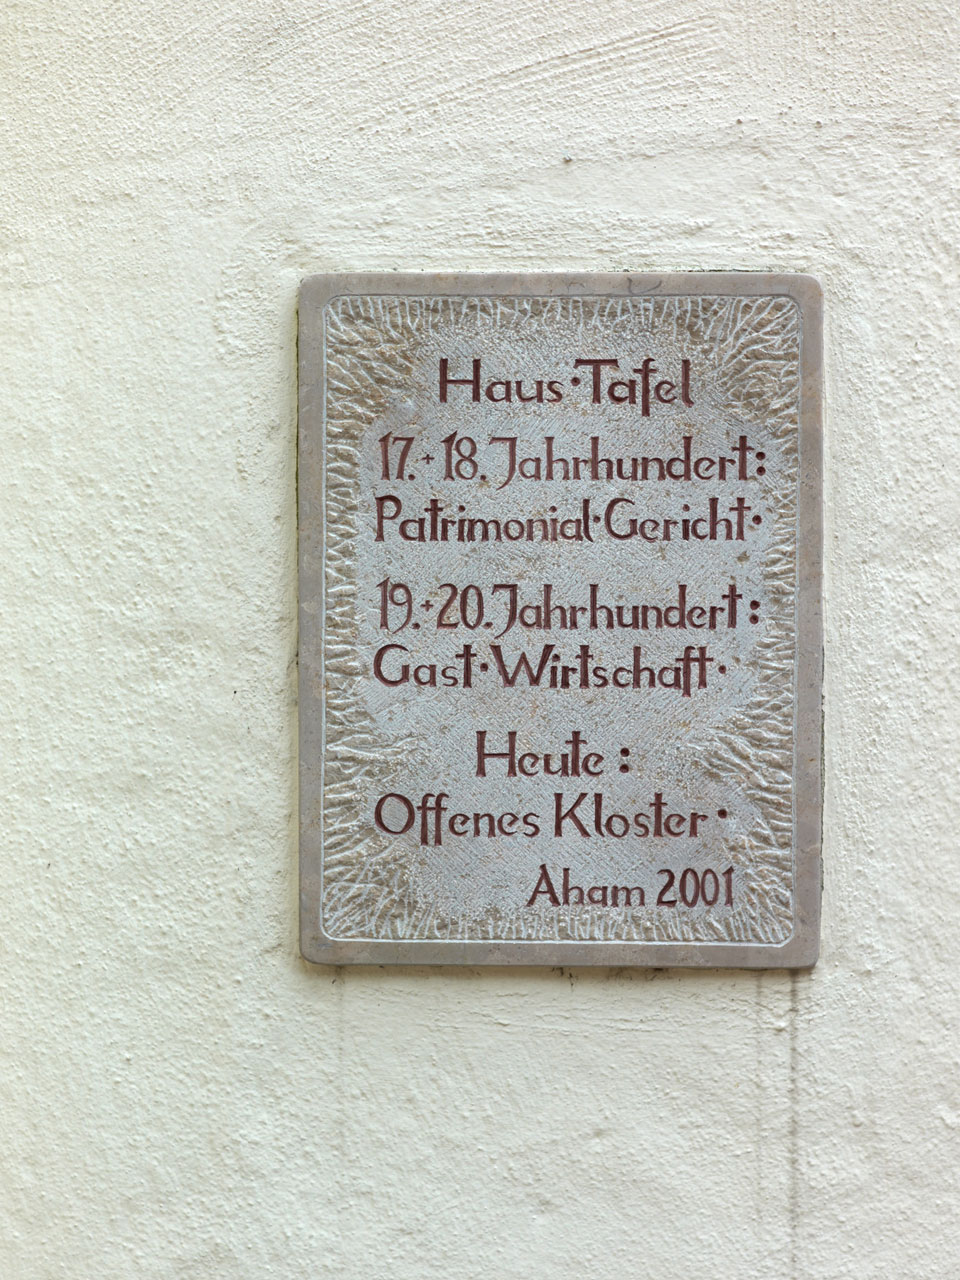 Haus·Tafel
17.+18. Jahrhundert:
Patrimonial·Gericht·
19.+20. Jahrhundert:
Gast·Wirtschaft·
Heute:
Offenes Kloster·
Aham 2001